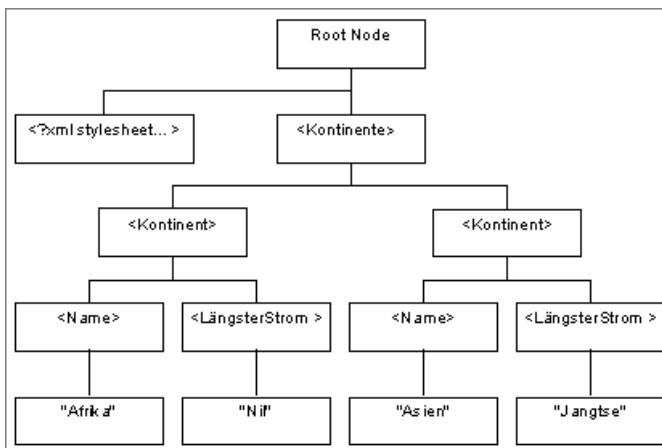 Root Node
<?xml stylesheet... >
<Kontinente>
<Kontinent>
<Kontinent>
<Name>
<LängsterStrom >
<Name>
<LängsterStrom >
"Afrika"
"Nil"
"Asien"
"Jangtse"